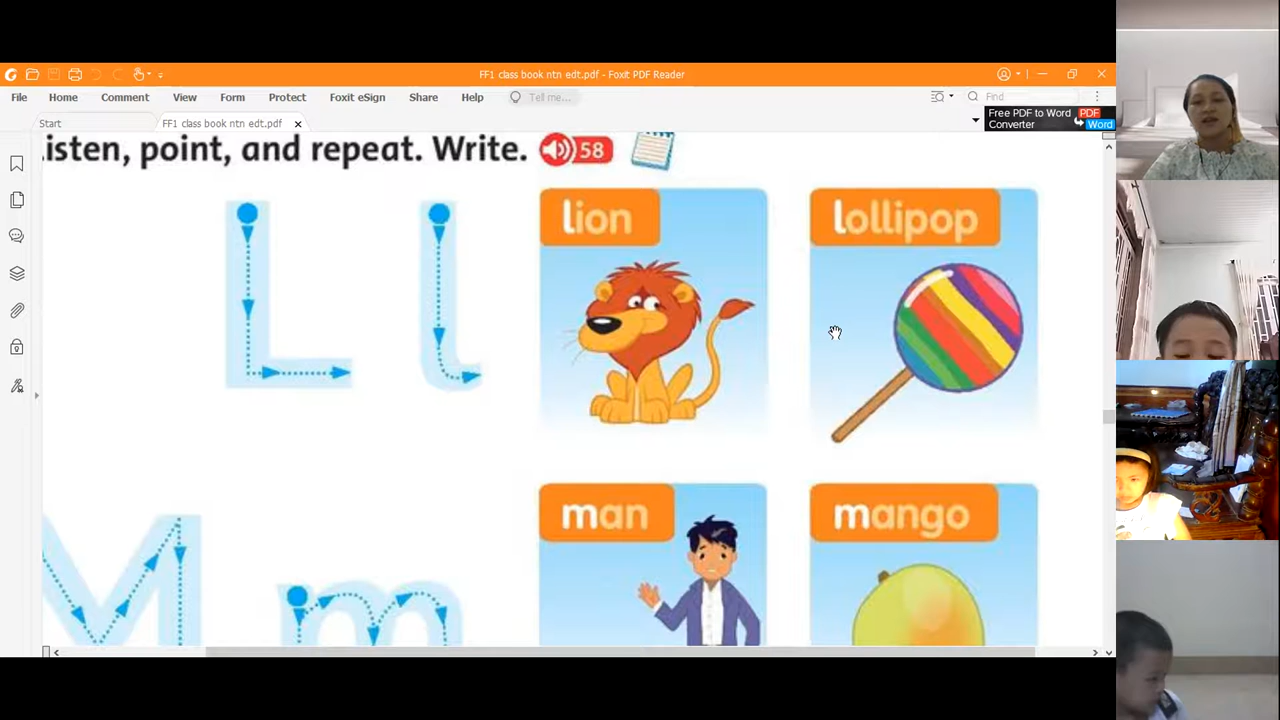 FF1 class book ntn edt.pdf - Foxit PDF Reader
File Home Comment View Form Protect Foxit eSign Share Help Tell me... Find
Start FF1 class book ntn edt.pdf
Free PDF to Word
Converter
PDF
Word
Listen, point, and repeat. Write. 58
L l
lion
lollipop
M m
man
mango